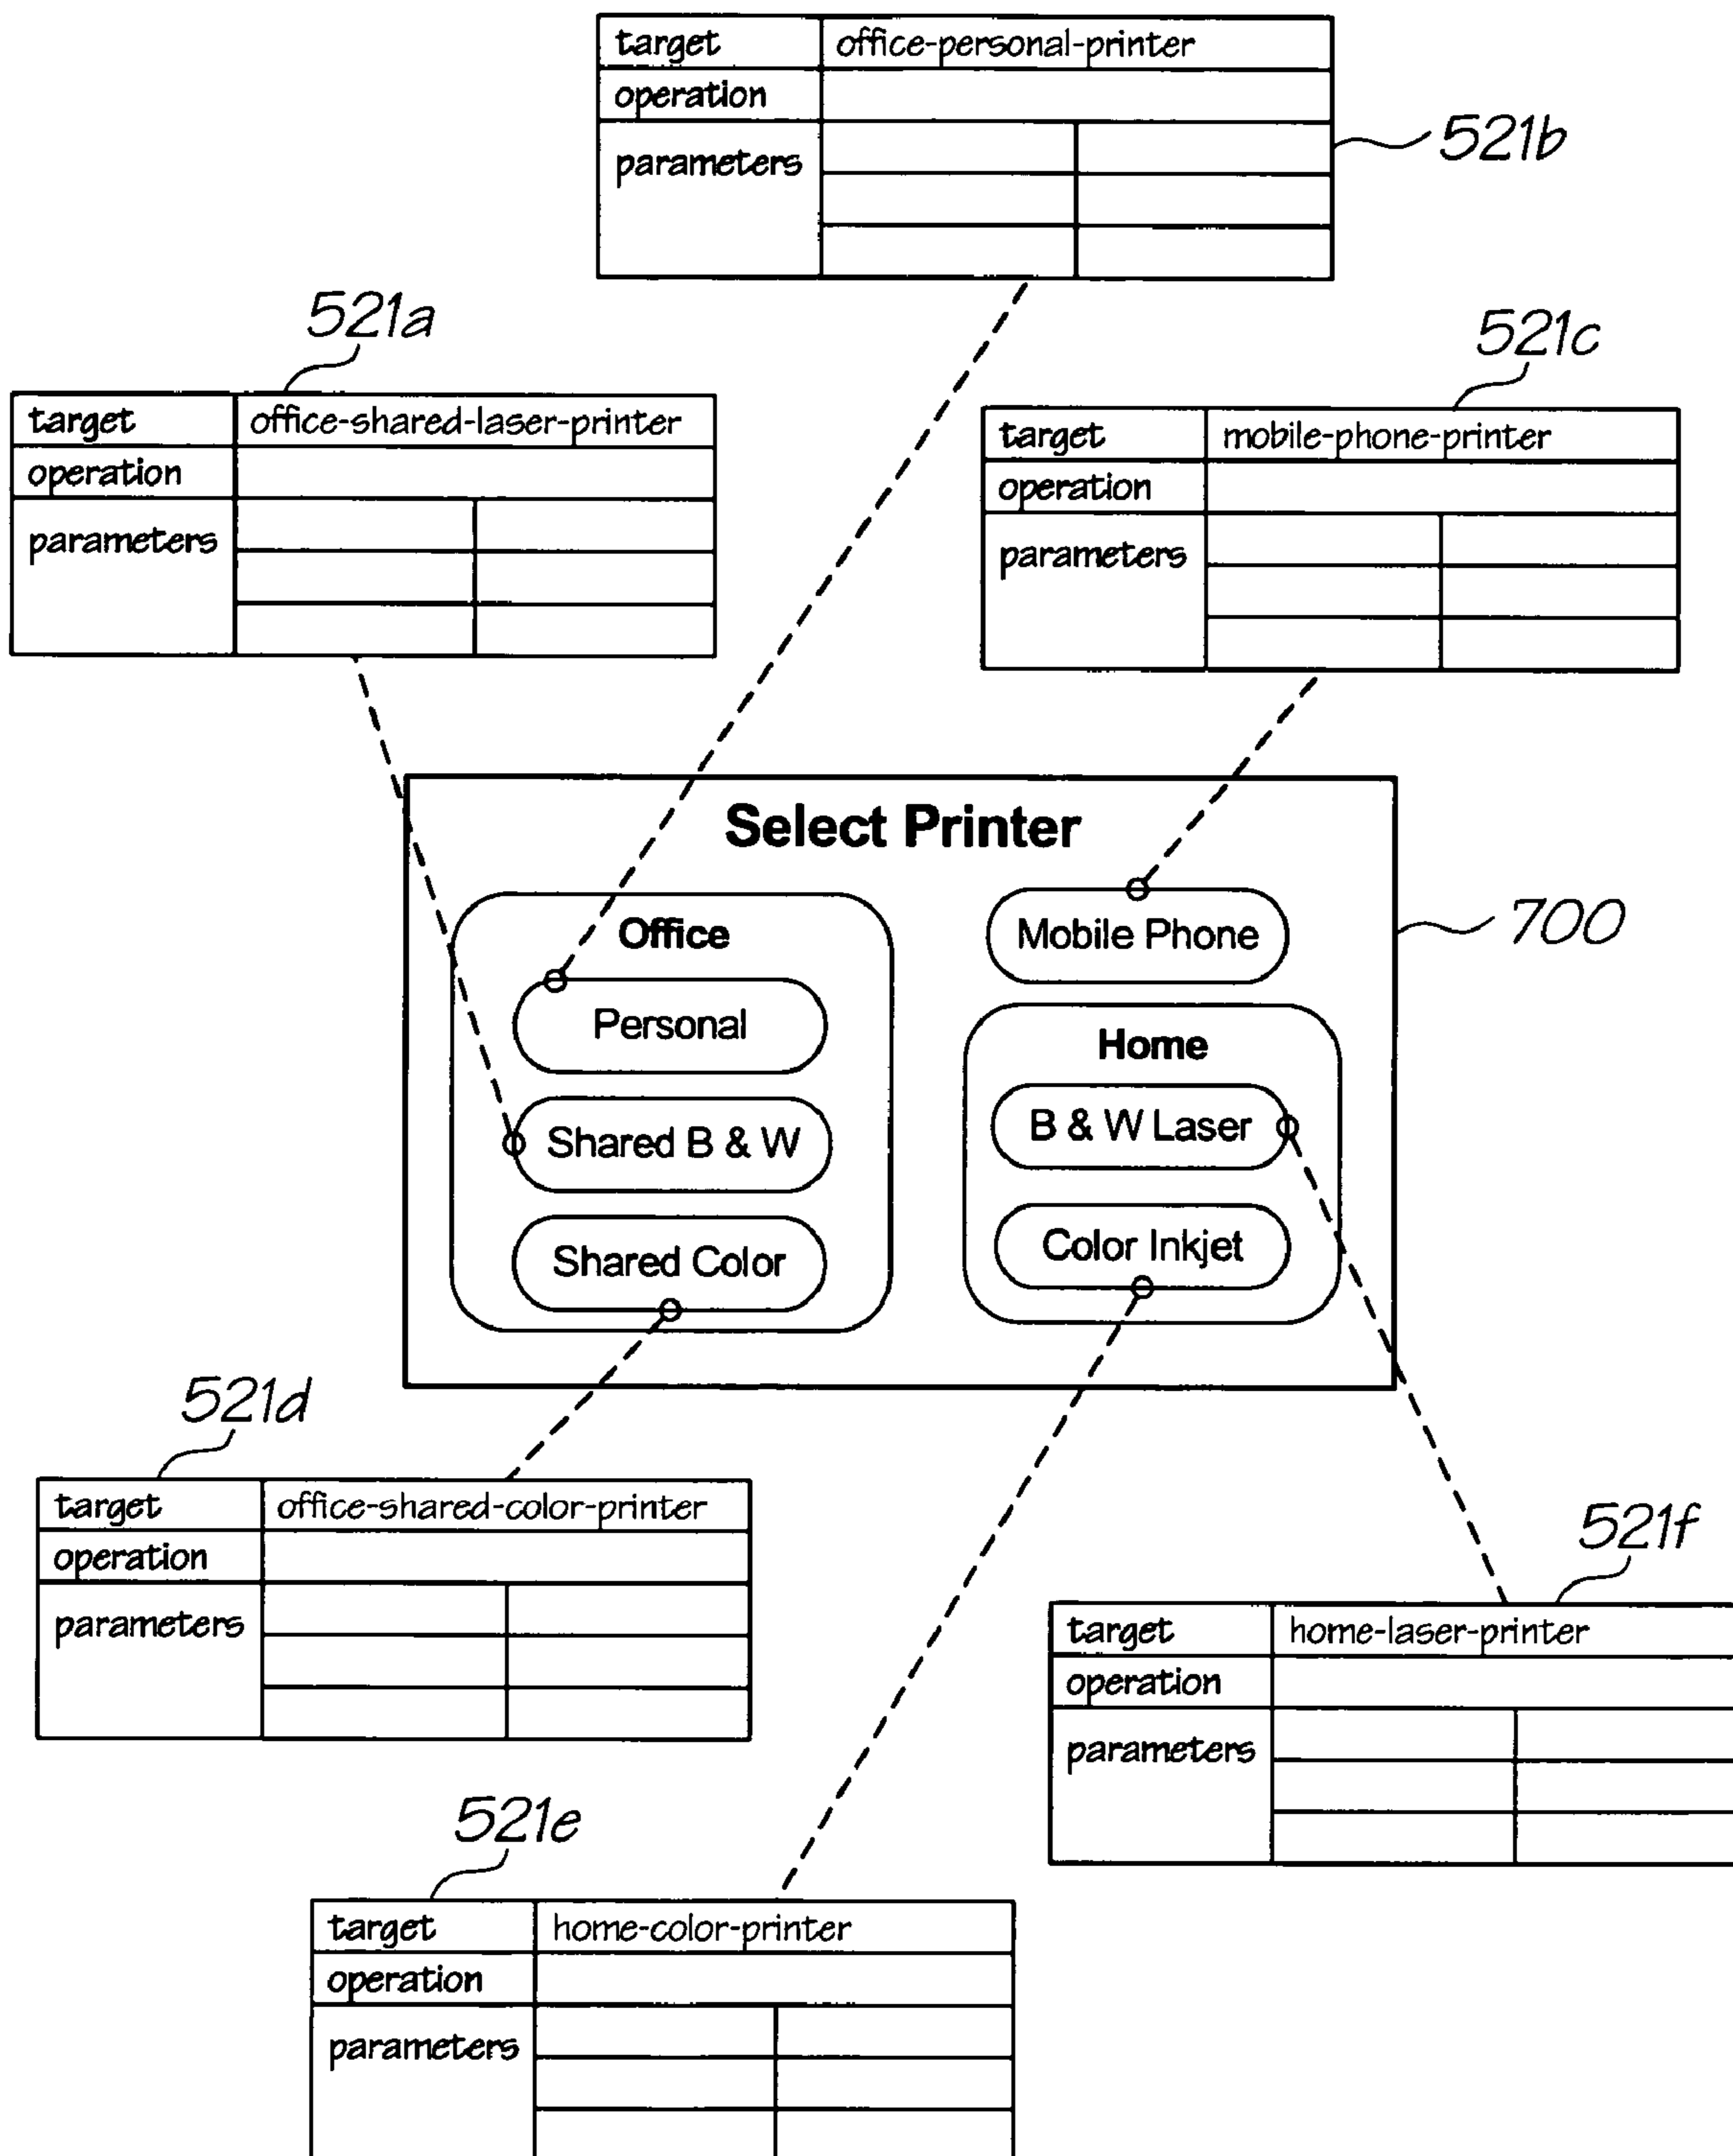 target office-personal-printer
operation
parameters
521b
521a
target office-shared-laser-printer
operation
parameters
521c
target mobile-phone-printer
operation
parameters
Select Printer
700
Office
Personal
Shared B & W
Shared Color
Mobile Phone
Home
B & W Laser
Color Inkjet
521d
target office-shared-color-printer
operation
parameters
521f
target home-laser-printer
operation
parameters
521e
target home-color-printer
operation
parameters